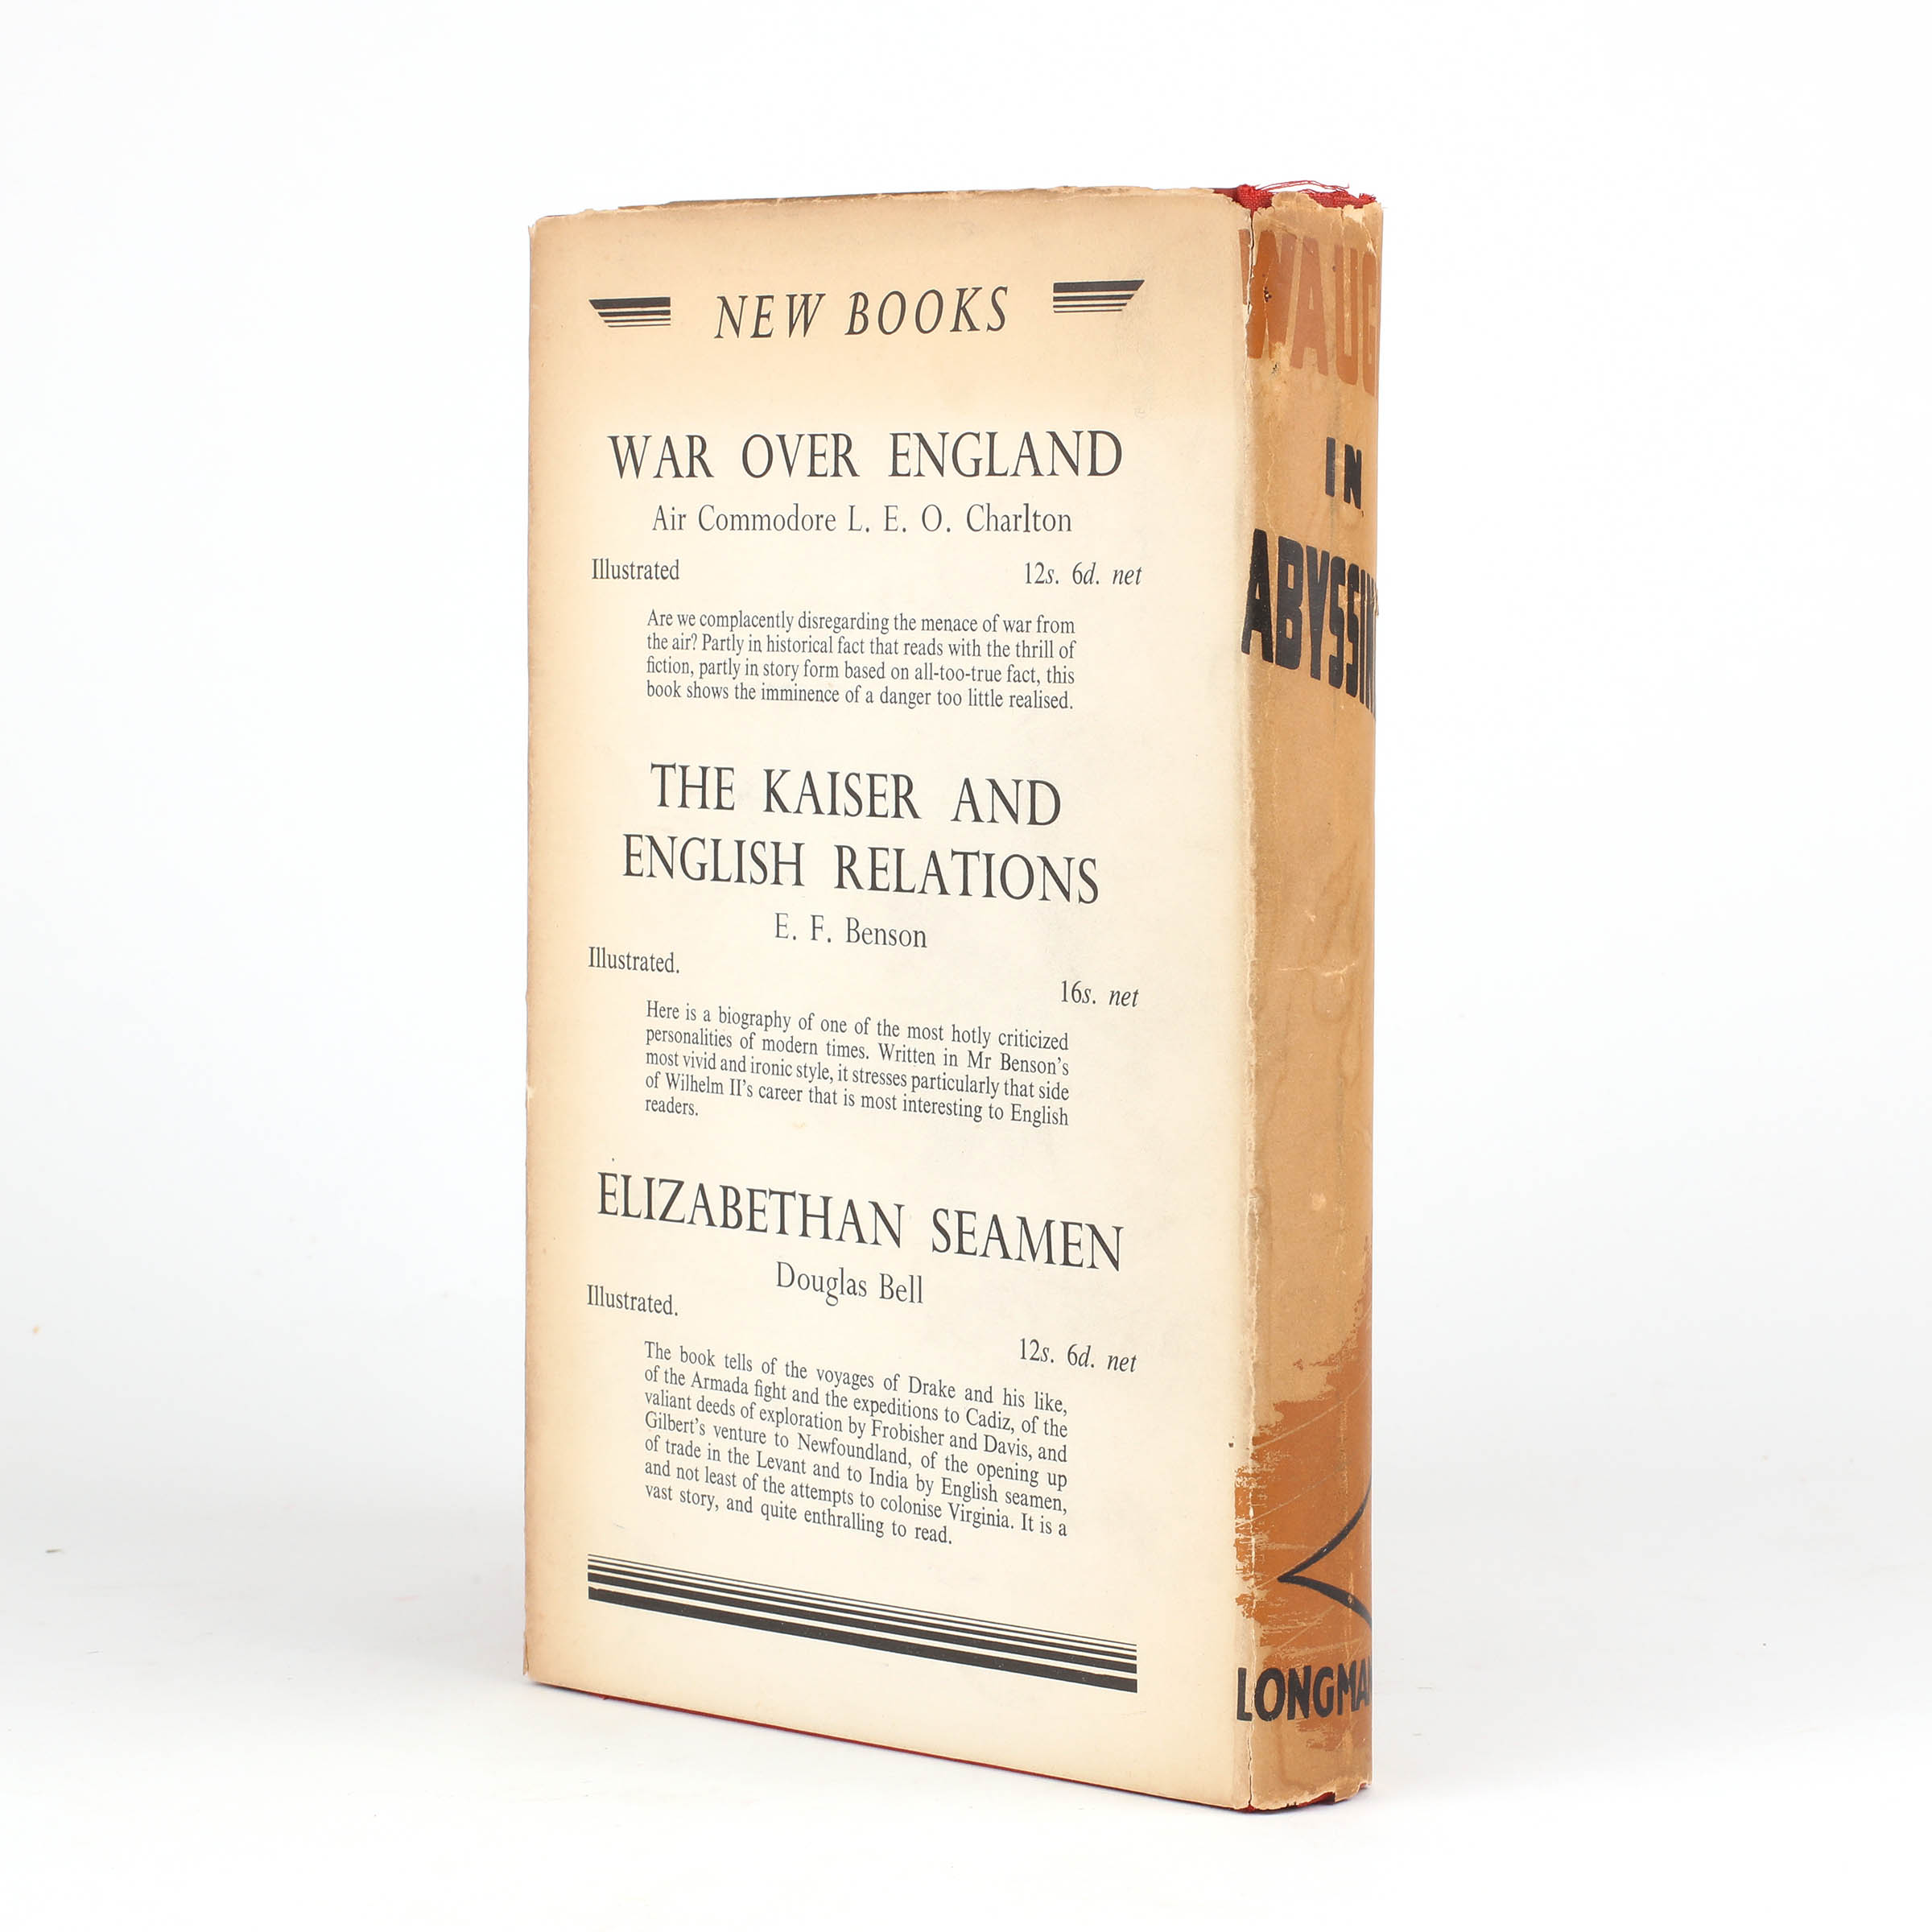 NEW BOOKS
WAR OVER ENGLAND
Air Commodore L. E. O. Charlton
Illustrated 12s. 6d. net
Are we complacently disregarding the menace of war from
the air? Partly in historical fact that reads with the thrill of
fiction, partly in story form based on all-too-true fact, this
book shows the imminence of a danger too little realised.
THE KAISER AND
ENGLISH RELATIONS
E. F. Benson
Illustrated.
16s. net
Here is a biography of one of the most hotly criticized
personalities of modern times. Written in Mr Benson's
most vivid and ironic style, it stresses particularly that side
of Wilhelm II's career that is most interesting to English
readers.
ELIZABETHAN SEAMEN
Douglas Bell
Illustrated.
12s. 6d. net
The book tells of the voyages of Drake and his like,
of the Armada fight and the expeditions to Cadiz, of the
valiant deeds of exploration by Frobisher and Davis, and
Gilbert's venture to Newfoundland, of the opening up
of trade in the Levant and to India by English seamen,
and not least of the attempts to colonise Virginia. It is a
vast story, and quite enthralling to read.
WAUG
IN
ABYSSIN
LONGMA